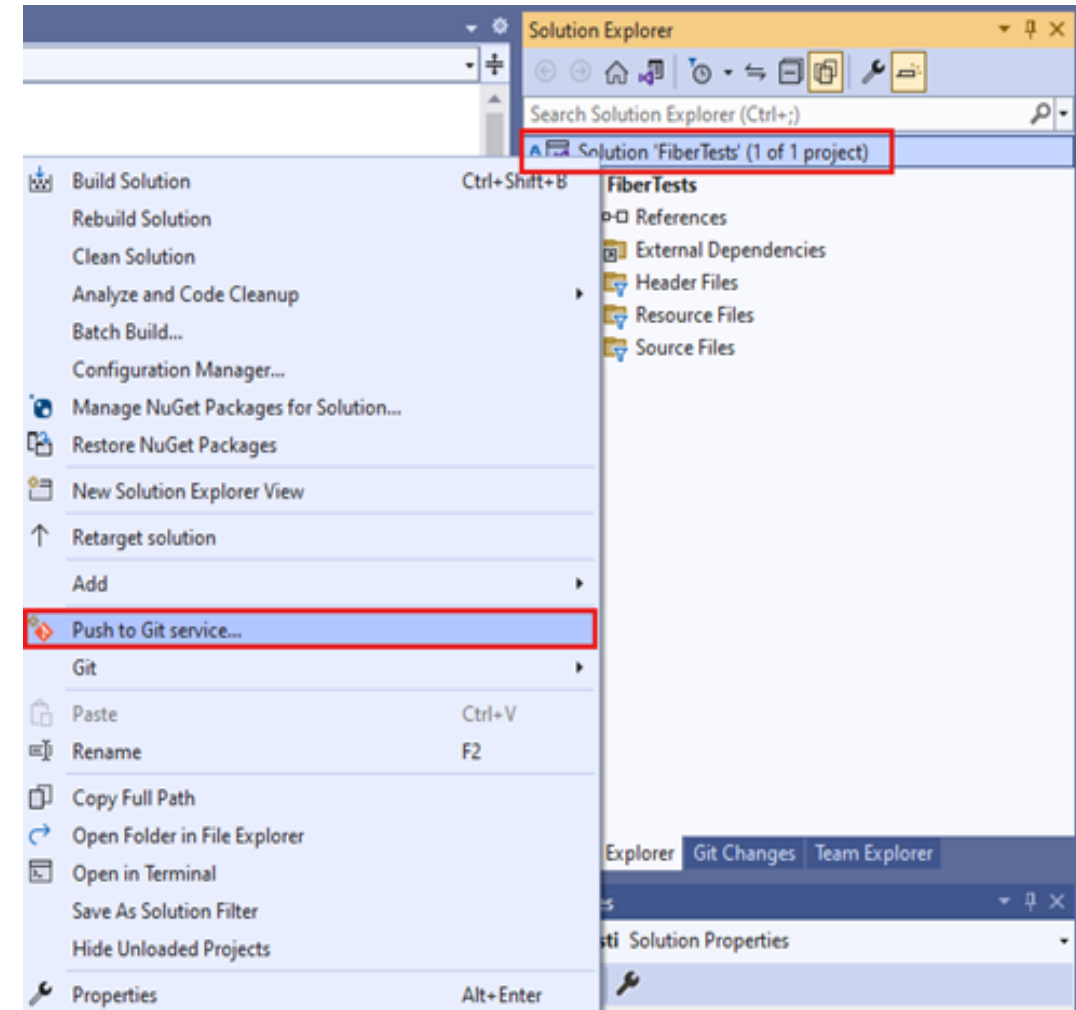 Solution Explorer
Search Solution Explorer (Ctrl+;)
Solution 'FiberTests' (1 of 1 project)
FiberTests
References
External Dependencies
Header Files
Resource Files
Source Files
Build Solution Ctrl+Shift+B
Rebuild Solution
Clean Solution
Analyze and Code Cleanup
Batch Build...
Configuration Manager...
Manage NuGet Packages for Solution...
Restore NuGet Packages
New Solution Explorer View
Retarget solution
Add
Push to Git service...
Git
Paste Ctrl+V
Rename F2
Copy Full Path
Open Folder in File Explorer
Open in Terminal
Save As Solution Filter
Hide Unloaded Projects
Properties Alt+Enter
Explorer Git Changes Team Explorer
Solution Properties